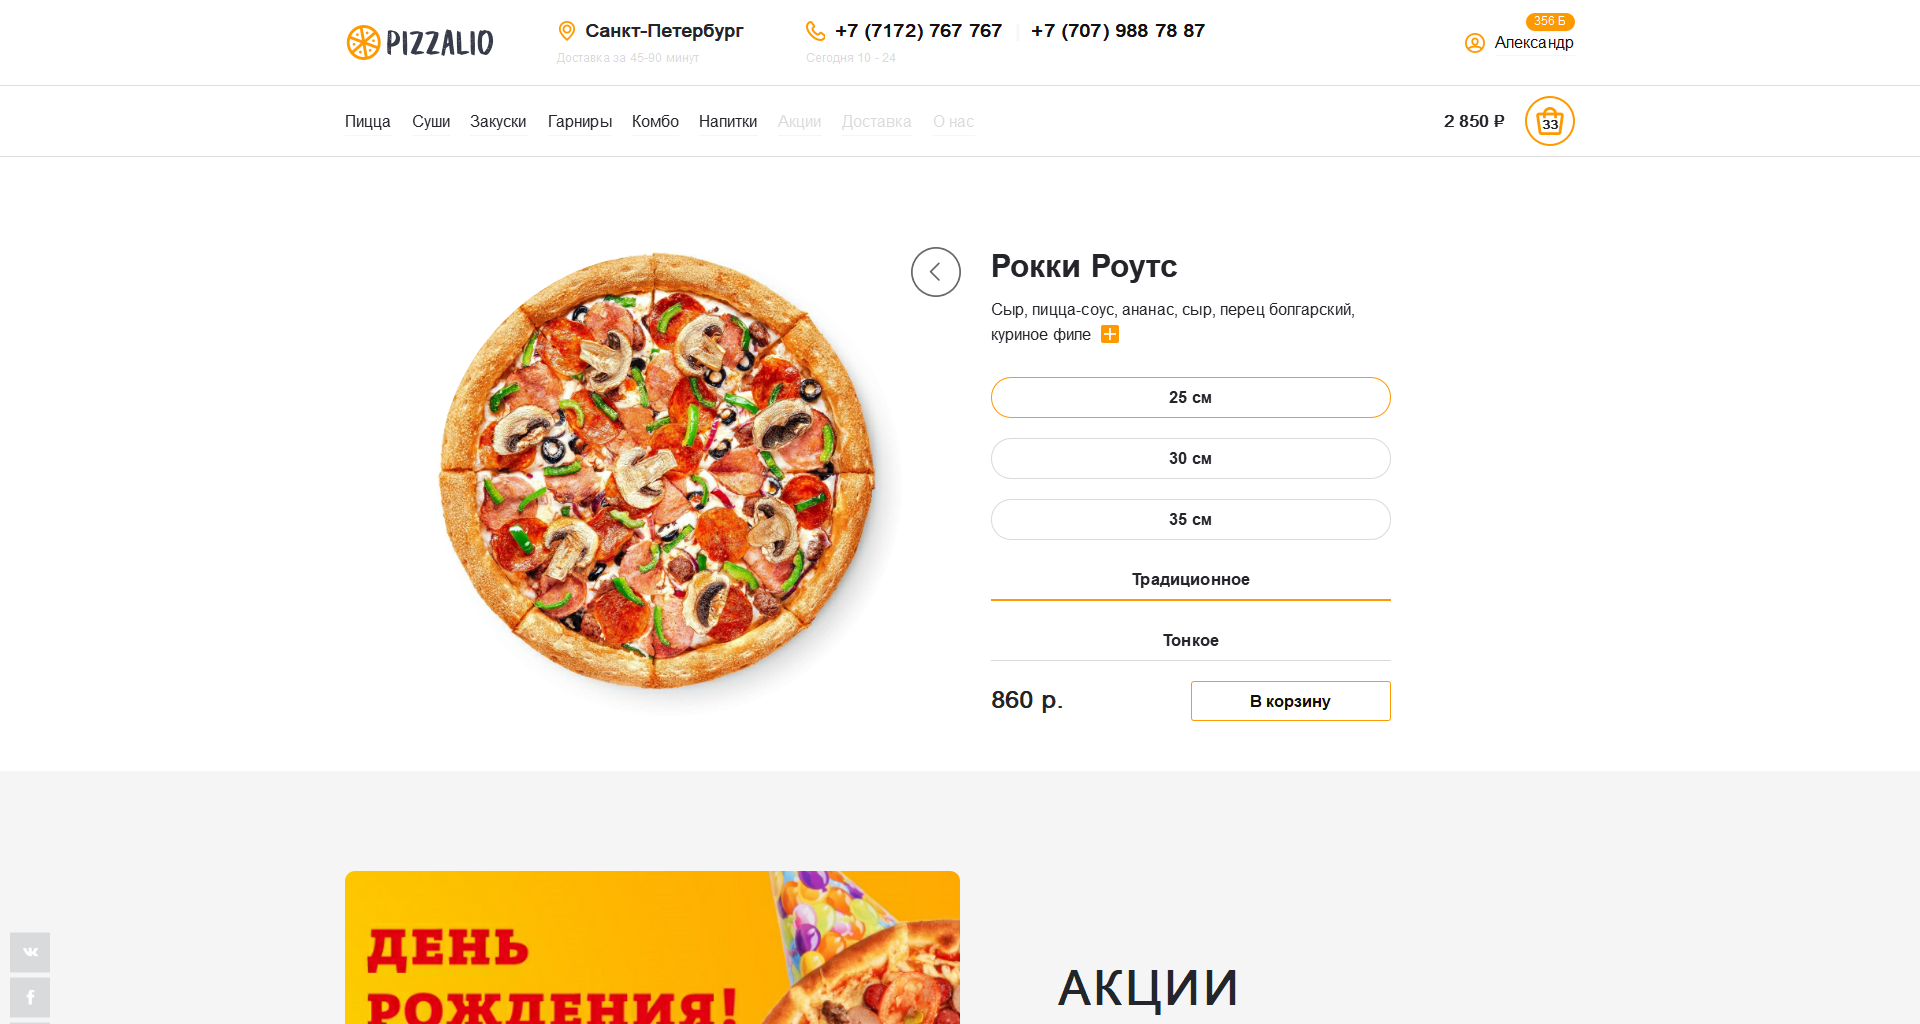 PIZZALIO
Санкт-Петербург
Доставка за 45-90 минут
+7 (7172) 767 767
+7 (707) 988 78 87
Сегодня 10 - 24
356 Б
Александр
Пицца
Суши
Закуски
Гарниры
Комбо
Напитки
Акции
Доставка
О нас
2 850 ₽
33
Рокки Роутс
Сыр, пицца-соус, ананас, сыр, перец болгарский,
куриное филе
25 см
30 см
35 см
Традиционное
Тонкое
860 р.
В корзину
ДЕНЬ
РОЖДЕНИЯ!
АКЦИИ